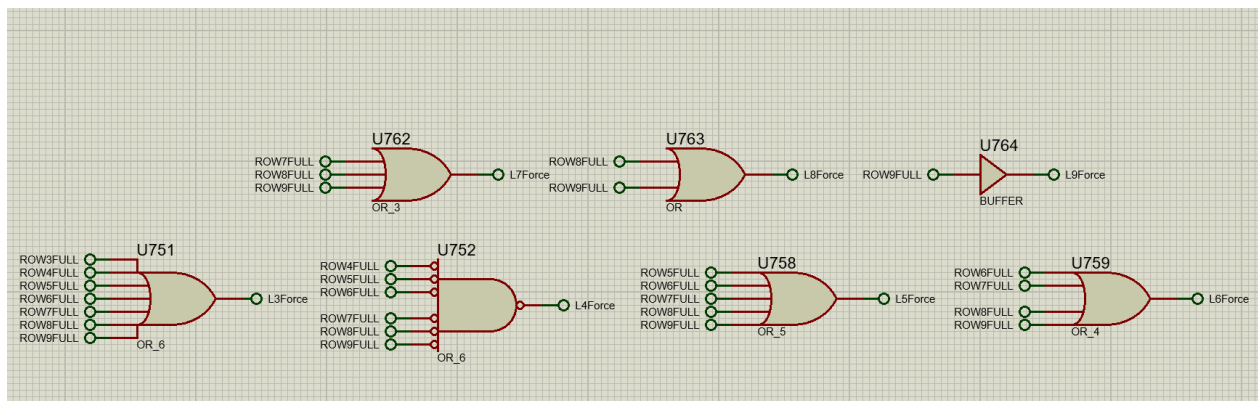 U762
ROW7FULL
ROW8FULL
ROW9FULL
L7Force
OR_3
U763
ROW8FULL
ROW9FULL
L8Force
OR
U764
ROW9FULL
L9Force
BUFFER
U751
ROW3FULL
ROW4FULL
ROW5FULL
ROW6FULL
ROW7FULL
ROW8FULL
ROW9FULL
L3Force
OR_6
U752
ROW4FULL
ROW5FULL
ROW6FULL
ROW7FULL
ROW8FULL
ROW9FULL
L4Force
OR_6
U758
ROW5FULL
ROW6FULL
ROW7FULL
ROW8FULL
ROW9FULL
L5Force
OR_5
U759
ROW6FULL
ROW7FULL
ROW8FULL
ROW9FULL
L6Force
OR_4